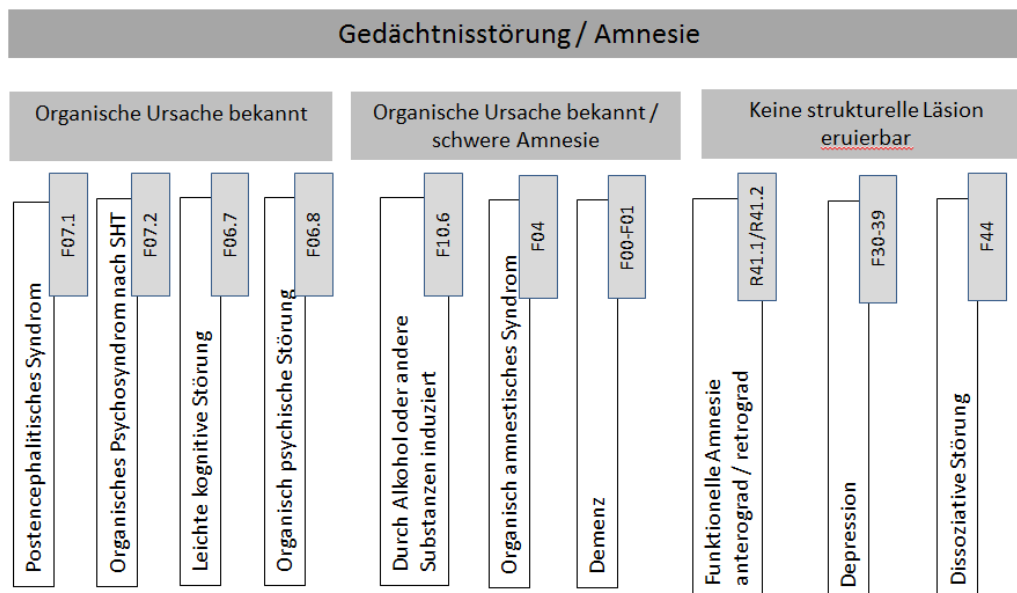 Gedächtnisstörung / Amnesie
Organische Ursache bekannt
Organische Ursache bekannt /
schwere Amnesie
Keine strukturelle Läsion
eruierbar
F07.1
Postencephalitisches Syndrom
F07.2
Organisches Psychosyndrom nach SHT
F06.7
Leichte kognitive Störung
F06.8
Organisch psychische Störung
F10.6
Durch Alkohol oder andere
Substanzen induziert
F04
Organisch amnestisches Syndrom
F00-F01
Demenz
R41.1/R41.2
Funktionelle Amnesie
anterograd / retrograd
F30-39
Depression
F44
Dissoziative Störung